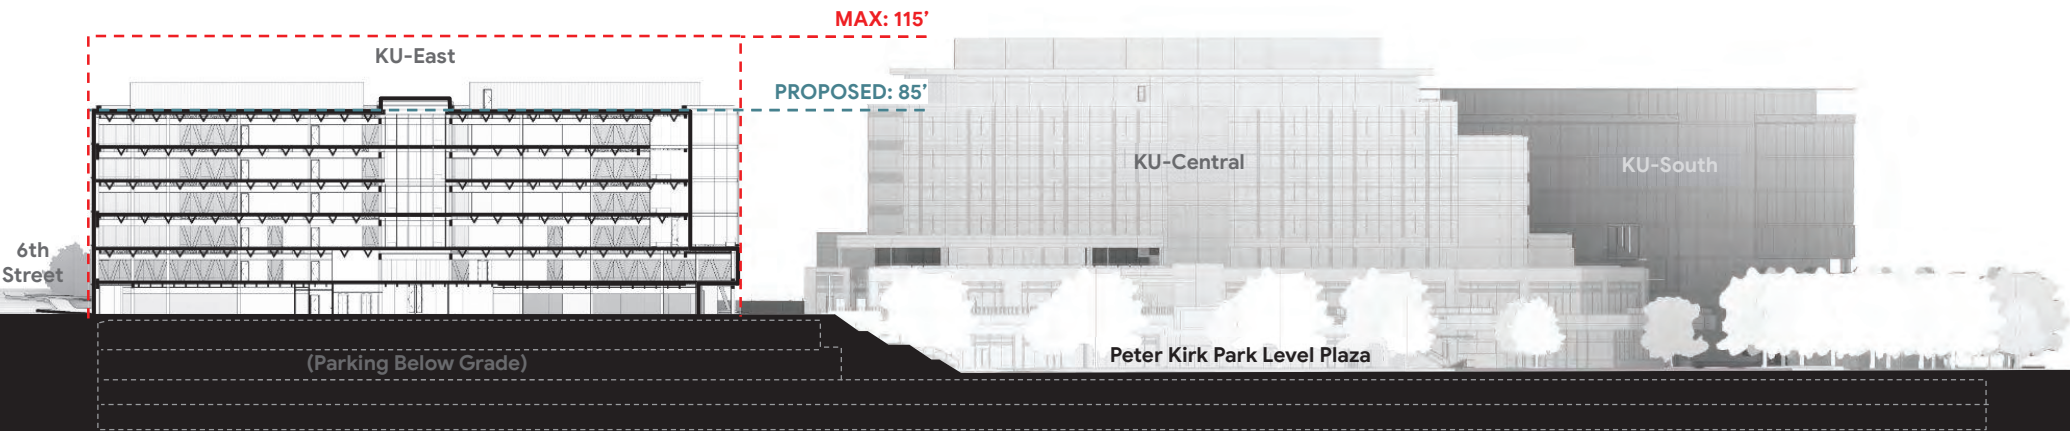 MAX: 115’
KU-East
PROPOSED: 85’
KU-Central
KU-South
6th
Street
Peter Kirk Park Level Plaza
(Parking Below Grade)